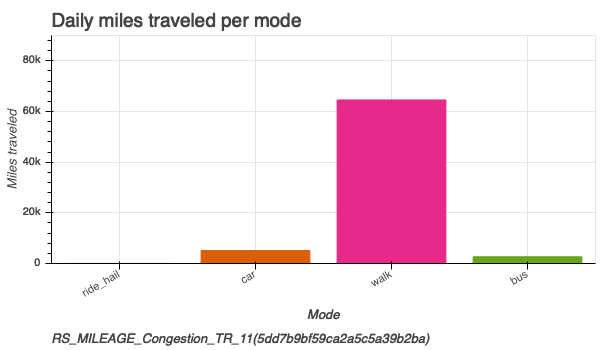 Daily miles traveled per mode
Miles traveled
80k
60k
40k
20k
0
ride_hail
car
walk
bus
Mode
RS_MILEAGE_Congestion_TR_11(5dd7b9bf59ca2a5c5a39b2ba)